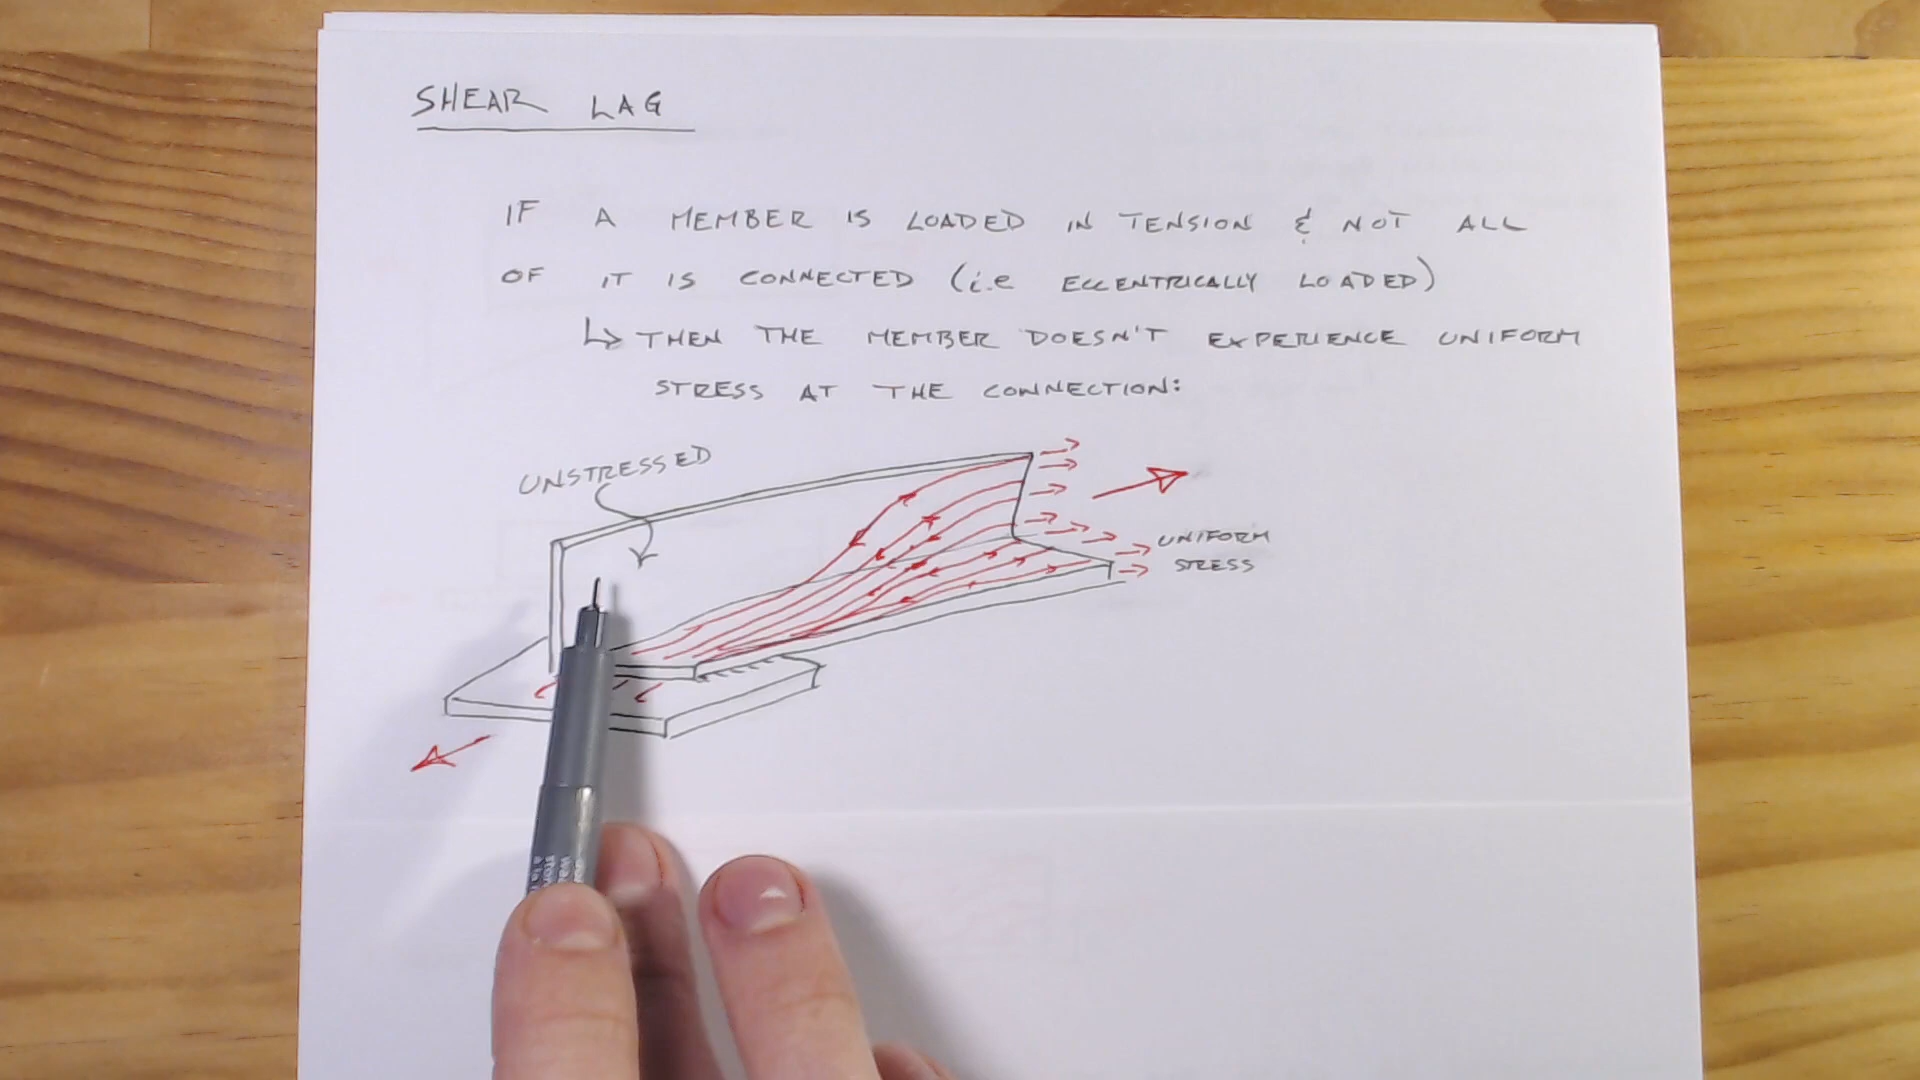 SHEAR LAG
IF A MEMBER IS LOADED IN TENSION & NOT ALL
OF IT IS CONNECTED (i.e ECCENTRICALLY LOADED)
↳ THEN THE MEMBER DOESN'T EXPERIENCE UNIFORM
STRESS AT THE CONNECTION:
UNSTRESSED
UNIFORM
STRESS